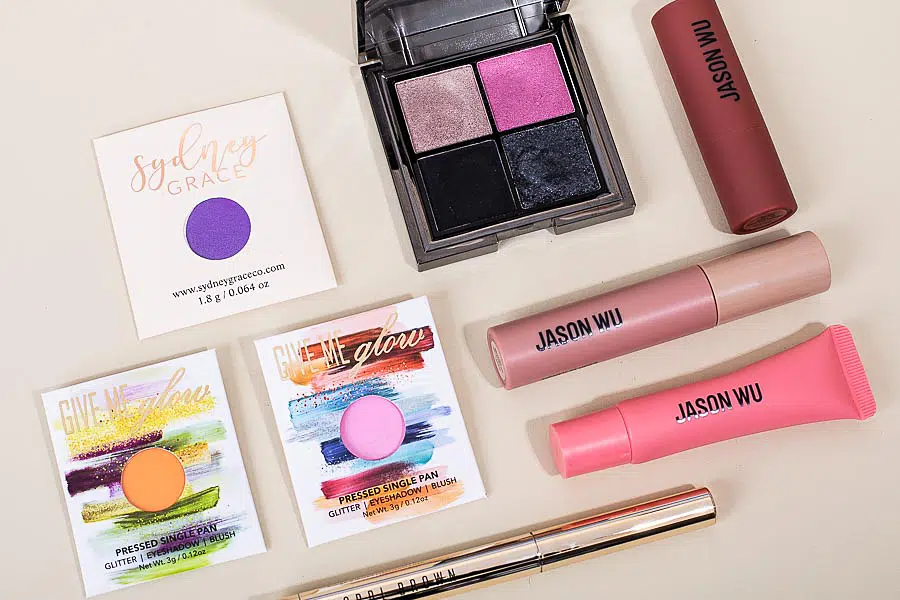 sydney
GRACE
www.sydneygraceco.com
1.8 g / 0.064 oz
JASON WU
JASON WU
JASON WU
GIVE ME glow
PRESSED SINGLE PAN
GLITTER | EYESHADOW | BLUSH
Net Wt. 3g / 0.12oz
GIVE ME glow
PRESSED SINGLE PAN
GLITTER | EYESHADOW | BLUSH
Net Wt. 3g / 0.12oz
BROWN